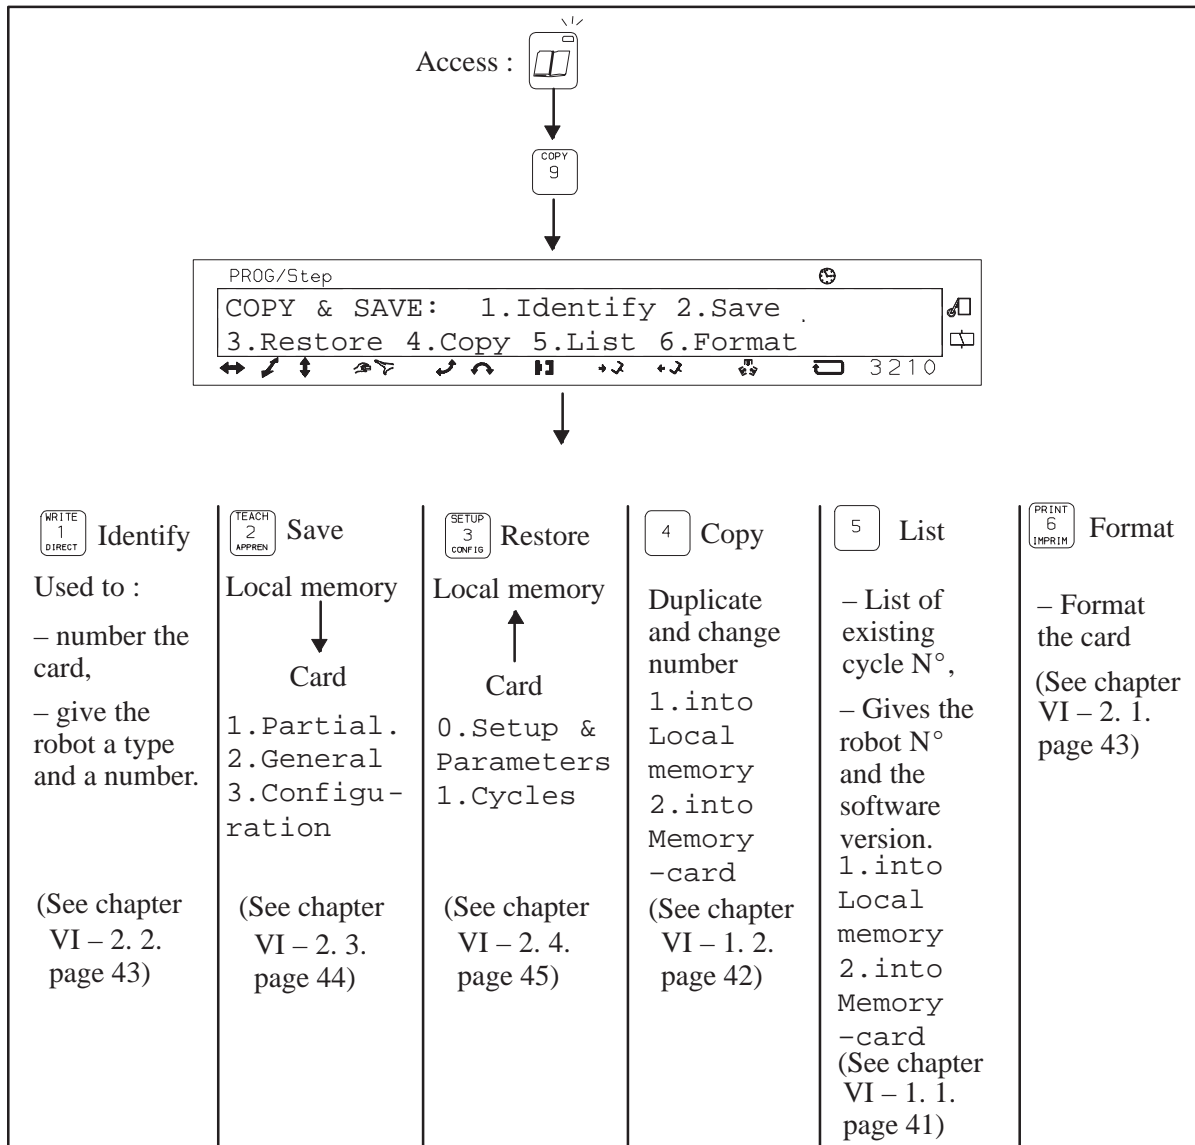 Access :
COPY
9
PROG/Step
COPY & SAVE: 1.Identify 2.Save
3.Restore 4.Copy 5.List 6.Format
3210
WRITE
1
DIRECT
Identify
Used to :
– number the
card,
– give the
robot a type
and a number.
(See chapter
VI – 2. 2.
page 43)
TEACH
2
APPREN
Save
Local memory
Card
1.Partial.
2.General
3.Configu-
ration
(See chapter
VI – 2. 3.
page 44)
SETUP
3
CONFIG
Restore
Local memory
Card
0.Setup &
Parameters
1.Cycles
(See chapter
VI – 2. 4.
page 45)
4
Copy
Duplicate
and change
number
1.into
Local
memory
2.into
Memory
–card
(See chapter
VI – 1. 2.
page 42)
5
List
– List of
existing
cycle N°,
– Gives the
robot N°
and the
software
version.
1.into
Local
memory
2.into
Memory
–card
(See chapter
VI – 1. 1.
page 41)
PRINT
6
IMPRIM
Format
– Format
the card
(See chapter
VI – 2. 1.
page 43)